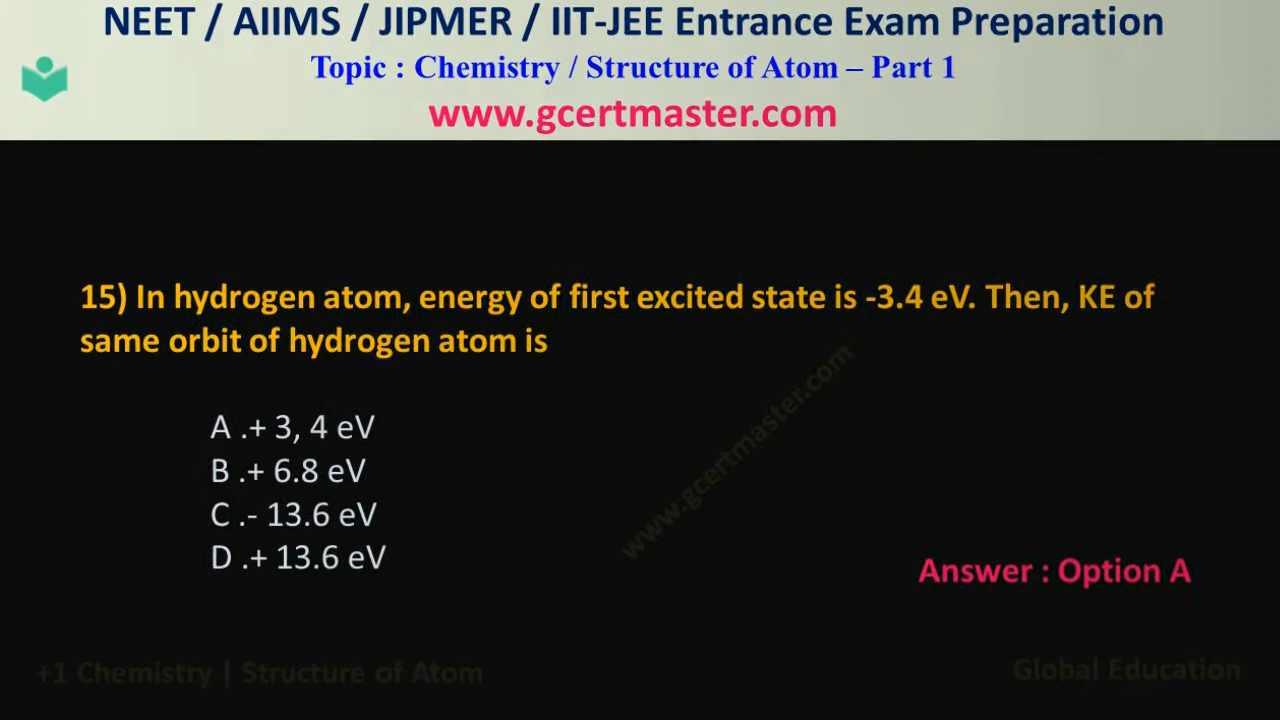 NEET / AIIMS / JIPMER / IIT-JEE Entrance Exam Preparation
Topic : Chemistry / Structure of Atom – Part 1
www.gcertmaster.com
15) In hydrogen atom, energy of first excited state is -3.4 eV. Then, KE of
same orbit of hydrogen atom is
A .+ 3, 4 eV
B .+ 6.8 eV
C .- 13.6 eV
D .+ 13.6 eV
www.gcertmaster.com
Answer : Option A
+1 Chemistry | Structure of Atom
Global Education